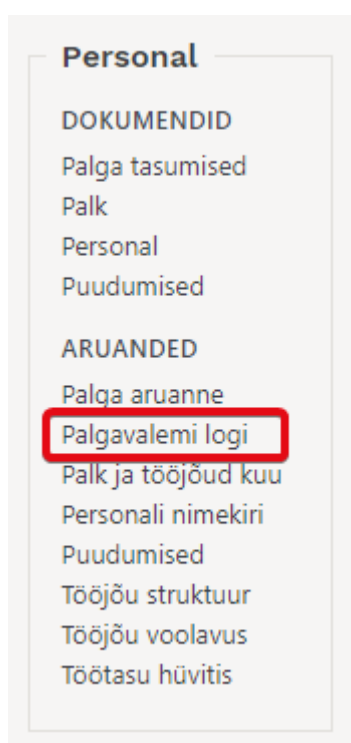 Personal
DOKUMENDID
Palga tasumised
Palk
Personal
Puudumised
ARUANDED
Palga aruanne
Palgavalemi logi
Palk ja tööjõud kuu
Personali nimekiri
Puudumised
Tööjõu struktuur
Tööjõu voolavus
Töötasu hüvitis